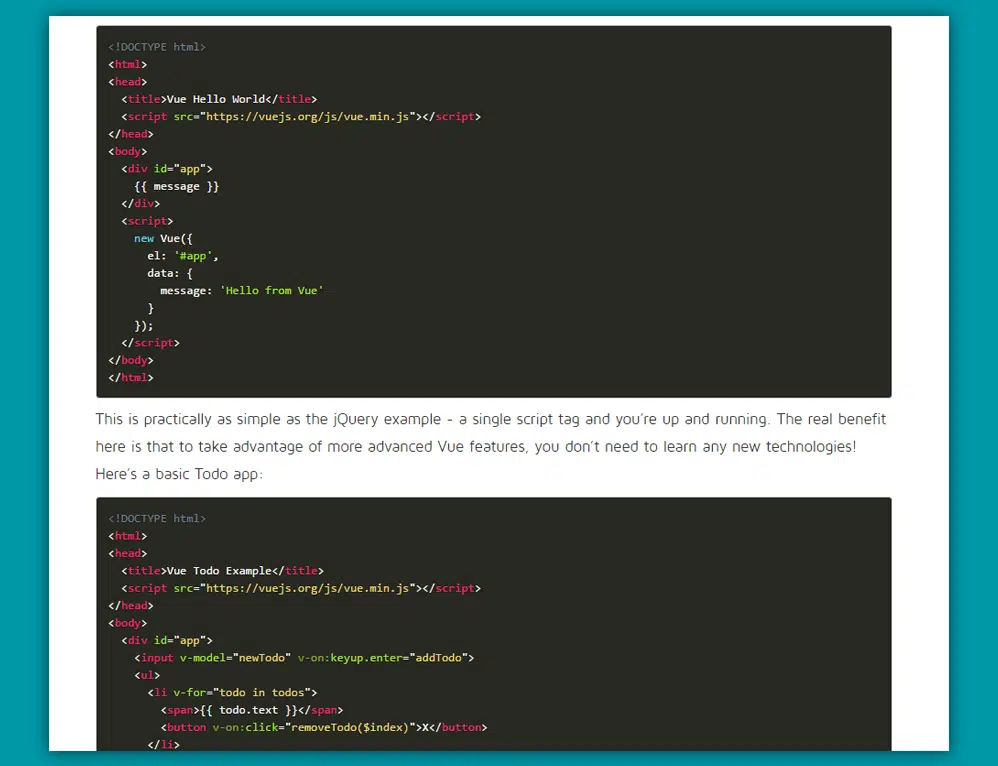 <!DOCTYPE html>
<html>
<head>
  <title>Vue Hello World</title>
  <script src="https://vuejs.org/js/vue.min.js"></script>
</head>
<body>
  <div id="app">
    {{ message }}
  </div>
  <script>
    new Vue({
      el: '#app',
      data: {
        message: 'Hello from Vue'
      }
    });
  </script>
</body>
</html>
This is practically as simple as the jQuery example - a single script tag and you're up and running. The real benefit
here is that to take advantage of more advanced Vue features, you don't need to learn any new technologies!
Here's a basic Todo app:
<!DOCTYPE html>
<html>
<head>
  <title>Vue Todo Example</title>
  <script src="https://vuejs.org/js/vue.min.js"></script>
</head>
<body>
  <div id="app">
    <input v-model="newTodo" v-on:keyup.enter="addTodo">
    <ul>
      <li v-for="todo in todos">
        <span>{{ todo.text }}</span>
        <button v-on:click="removeTodo($index)">X</button>
      </li>